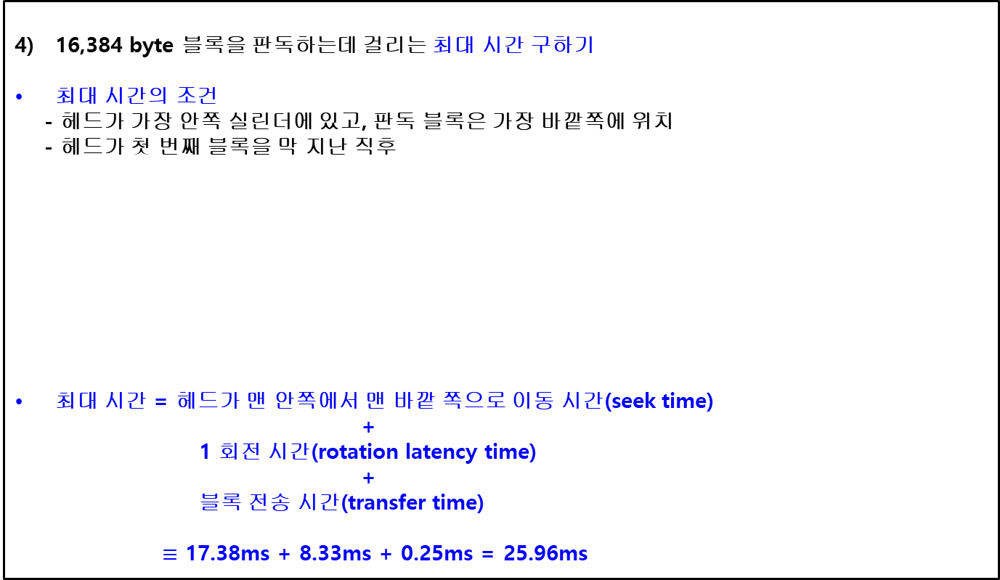 4) 16,384 byte 블록을 판독하는데 걸리는 최대 시간 구하기
• 최대 시간의 조건
- 헤드가 가장 안쪽 실린더에 있고, 판독 블록은 가장 바깥쪽에 위치
- 헤드가 첫 번째 블록을 막 지난 직후
• 최대 시간 = 헤드가 맨 안쪽에서 맨 바깥 쪽으로 이동 시간(seek time)
+
1 회전 시간(rotation latency time)
+
블록 전송 시간(transfer time)
≡ 17.38ms + 8.33ms + 0.25ms = 25.96ms